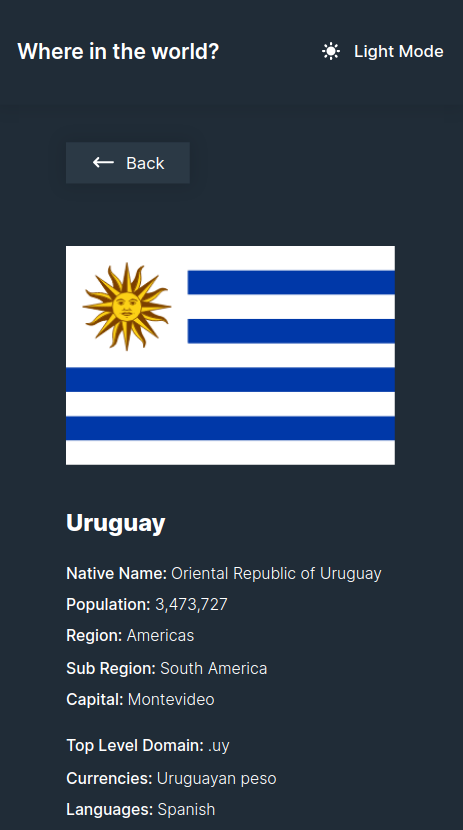 Where in the world?
Light Mode
Back
Uruguay
Native Name: Oriental Republic of Uruguay
Population: 3,473,727
Region: Americas
Sub Region: South America
Capital: Montevideo
Top Level Domain: .uy
Currencies: Uruguayan peso
Languages: Spanish